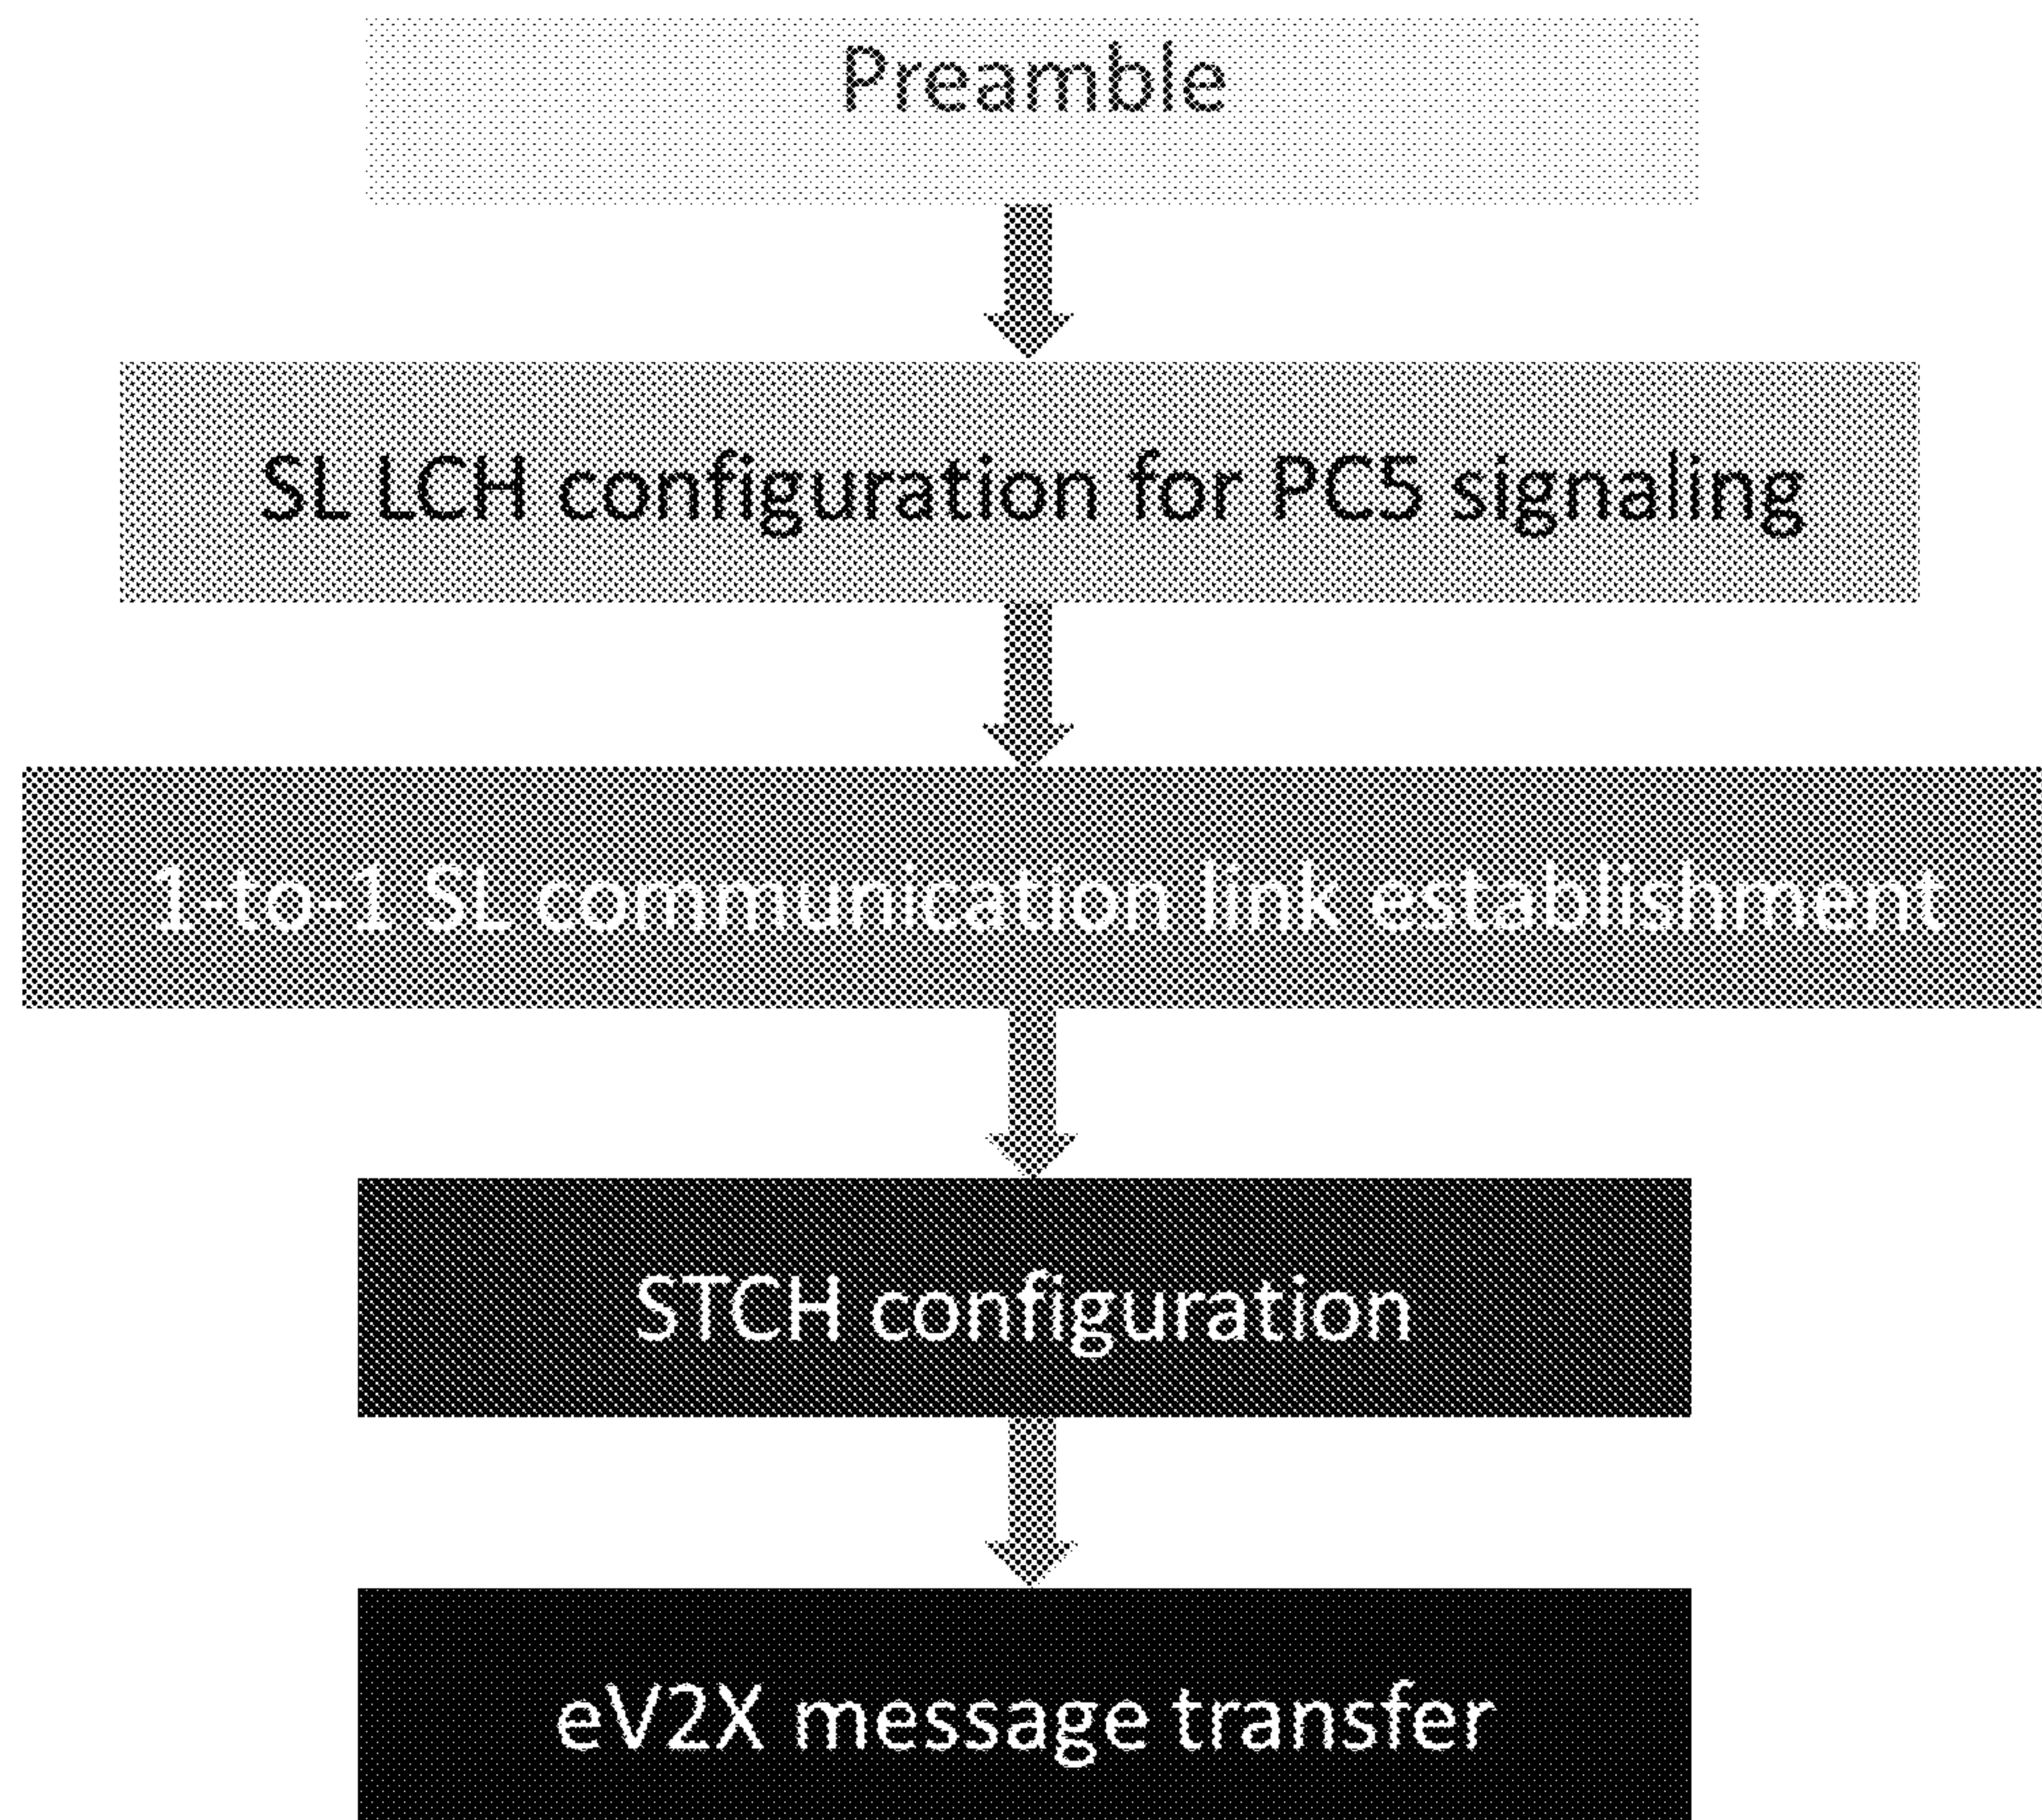 Preamble
SL LCH configuration for PC5 signaling
1-to-1 SL communication link establishment
STCH configuration
eV2X message transfer